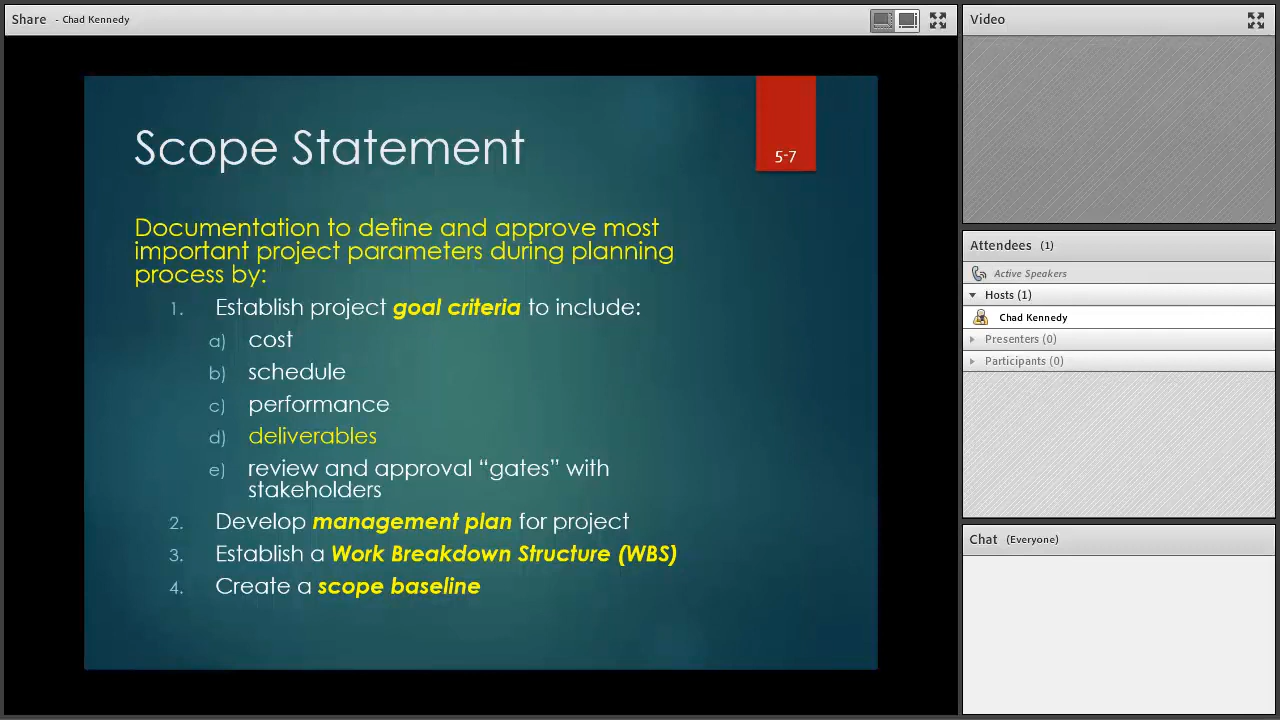 Share - Chad Kennedy
Scope Statement
5-7
Documentation to define and approve most
important project parameters during planning
process by:
1. Establish project goal criteria to include:
a) cost
b) schedule
c) performance
d) deliverables
e) review and approval “gates” with
stakeholders
2. Develop management plan for project
3. Establish a Work Breakdown Structure (WBS)
4. Create a scope baseline
Video
Attendees (1)
Active Speakers
Hosts (1)
Chad Kennedy
Presenters (0)
Participants (0)
Chat (Everyone)